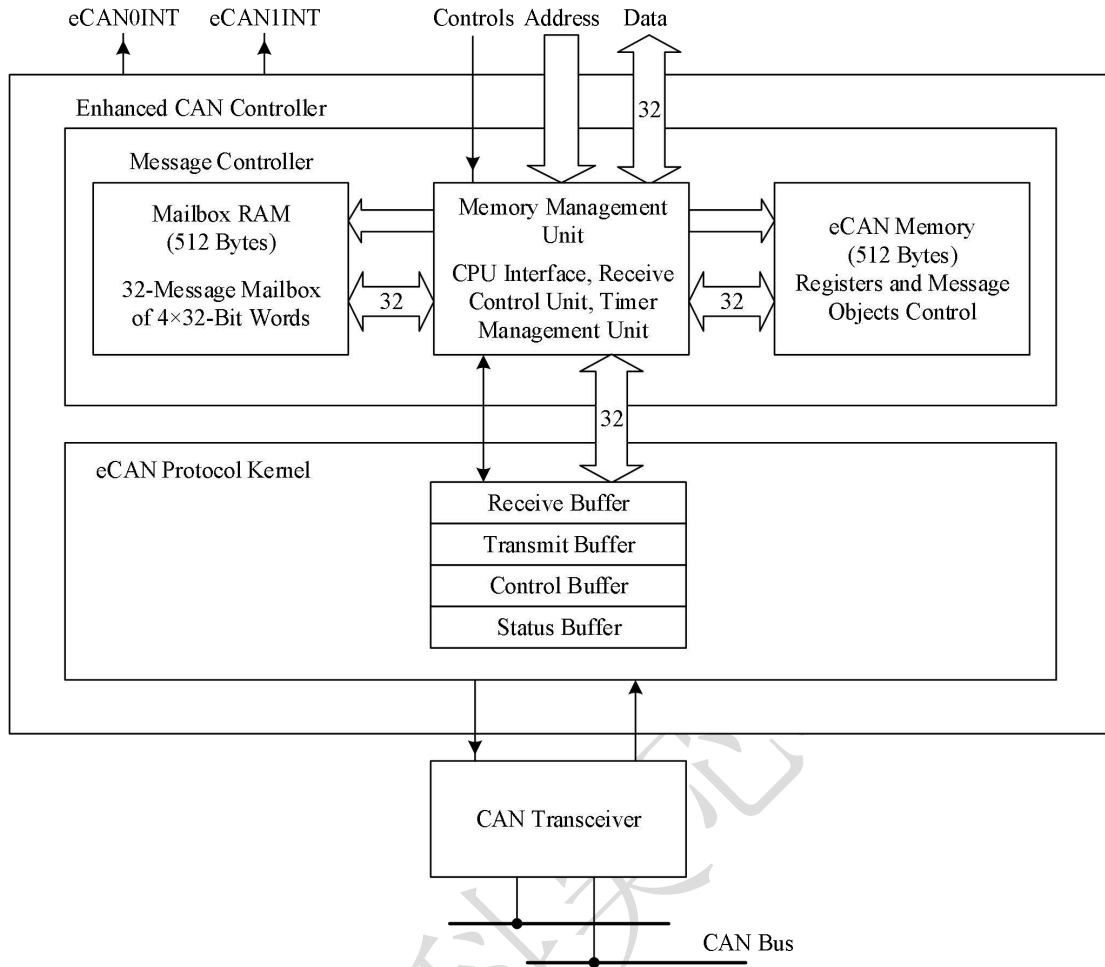 eCAN0INT eCAN1INT Controls Address Data
32
Enhanced CAN Controller
Message Controller
Mailbox RAM
(512 Bytes)
32-Message Mailbox
of 4×32-Bit Words
32
Memory Management
Unit
CPU Interface, Receive
Control Unit, Timer
Management Unit
32
eCAN Memory
(512 Bytes)
Registers and Message
Objects Control
32
eCAN Protocol Kernel
Receive Buffer
Transmit Buffer
Control Buffer
Status Buffer
CAN Transceiver
CAN Bus